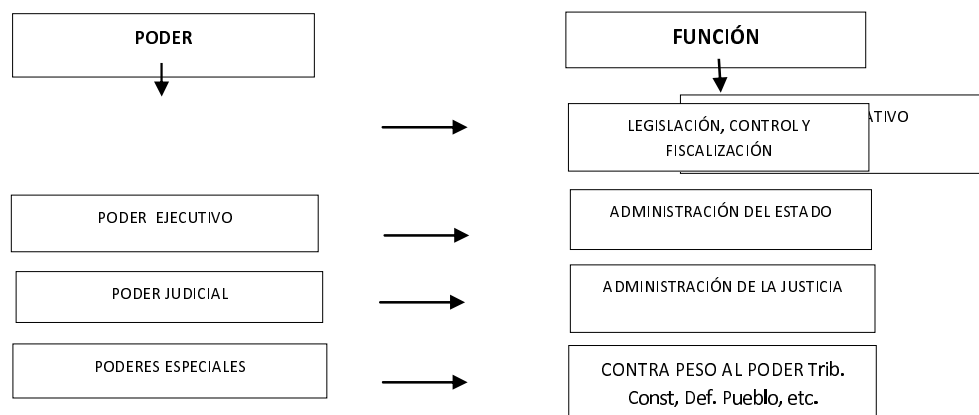 PODER
FUNCIÓN
LEGISLACIÓN, CONTROL Y
FISCALIZACIÓN
PODER EJECUTIVO
ADMINISTRACIÓN DEL ESTADO
PODER JUDICIAL
ADMINISTRACIÓN DE LA JUSTICIA
PODERES ESPECIALES
CONTRA PESO AL PODER Trib.
Const, Def. Pueblo, etc.